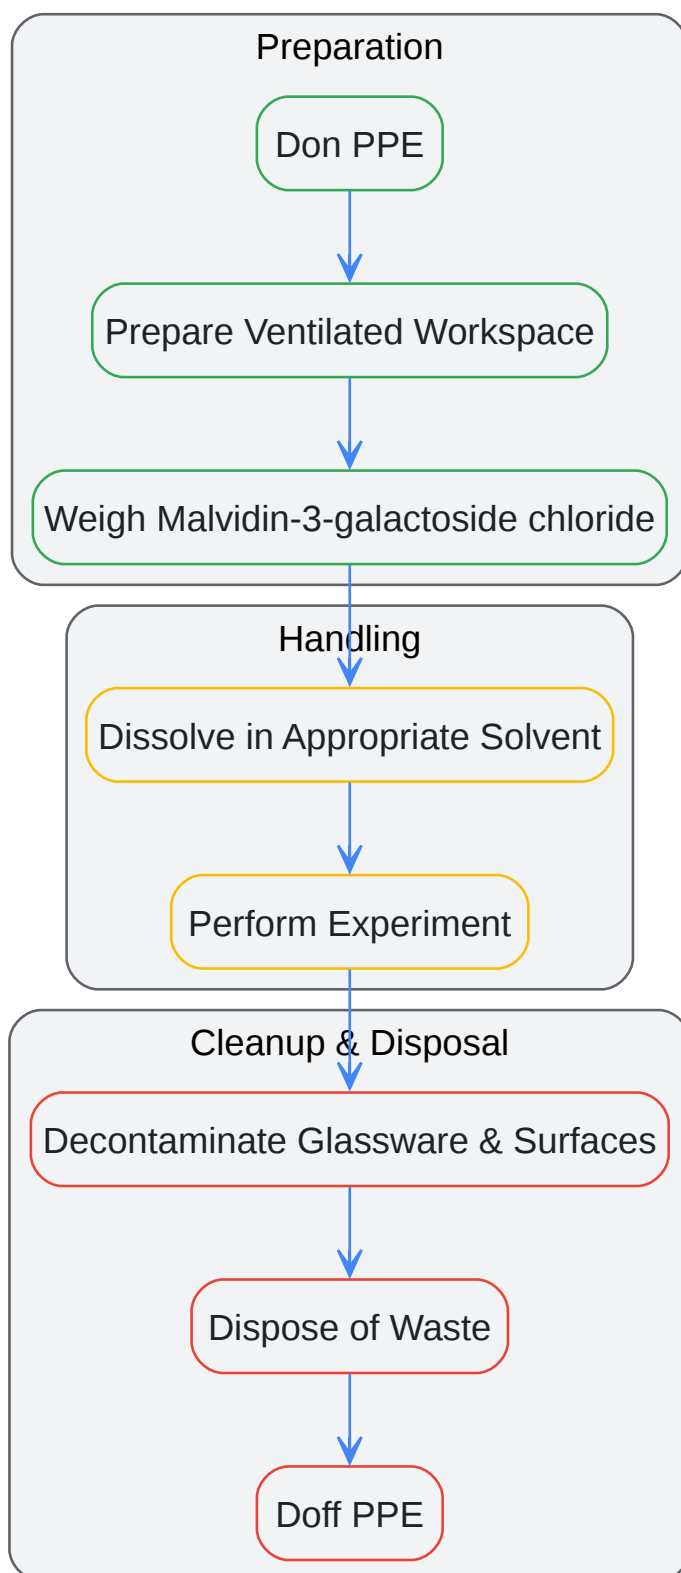 Preparation
Don PPE
Prepare Ventilated Workspace
Weigh Malvidin-3-galactoside chloride
Handling
Dissolve in Appropriate Solvent
Perform Experiment
Cleanup & Disposal
Decontaminate Glassware & Surfaces
Dispose of Waste
Doff PPE